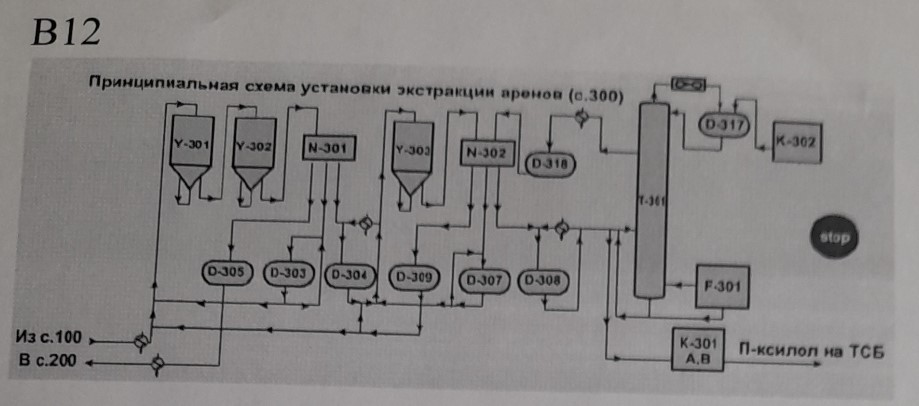 В12
Принципиальная схема установки экстракции аренов (с.300)
Y-301
Y-302
N-301
Y-303
N-302
D-318
T-301
D-317
K-302
stop
D-305
D-303
D-304
D-309
D-307
D-308
F-301
Из с.100
В с.200
K-301
A,B
П-ксилол на ТСБ